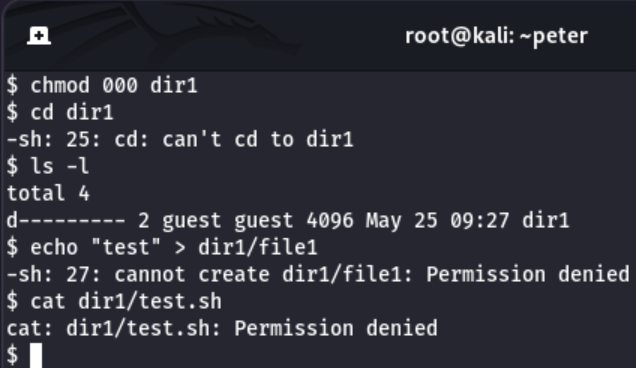 root@kali: ~peter
$ chmod 000 dir1
$ cd dir1
-sh: 25: cd: can't cd to dir1
$ ls -l
total 4
d--------- 2 guest guest 4096 May 25 09:27 dir1
$ echo "test" > dir1/file1
-sh: 27: cannot create dir1/file1: Permission denied
$ cat dir1/test.sh
cat: dir1/test.sh: Permission denied
$